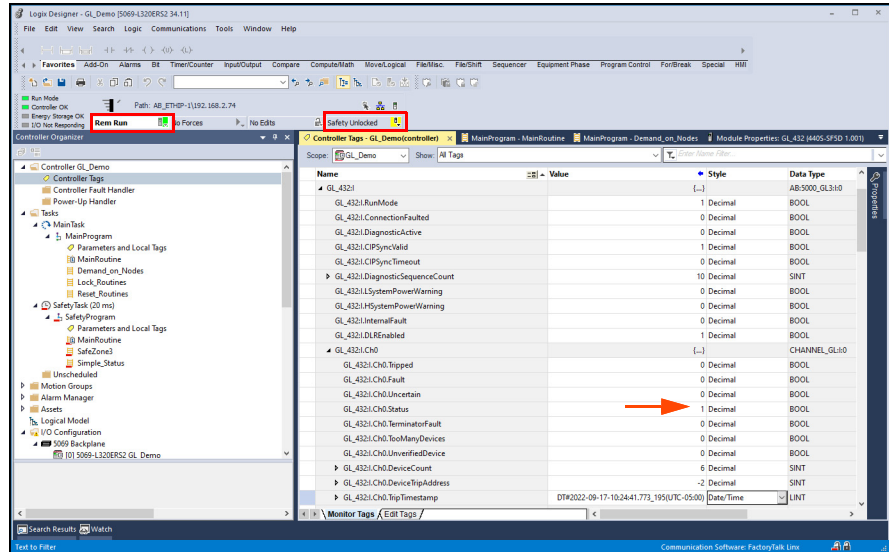 Logix Designer - GL_Demo [5069-L320ERS2 34.11]
File Edit View Search Logic Communications Tools Window Help
Favorites Add-On Alarms Bit Timer/Counter Input/Output Compare Compute/Math Move/Logical File/Misc. File/Shift Sequencer Equipment Phase Program Control For/Break Special HMI
Run Mode
Controller OK
Energy Storage OK
I/O Not Responding
Path: AB_ETHIP-1\192.168.2.74
Rem Run No Forces No Edits Safety Unlocked
Controller Organizer
Controller GL_Demo
Controller Tags
Controller Fault Handler
Power-Up Handler
Tasks
MainTask
MainProgram
Parameters and Local Tags
MainRoutine
Demand_on_Nodes
Lock_Routines
Reset_Routines
SafetyTask (20 ms)
SafetyProgram
Parameters and Local Tags
MainRoutine
SafeZone3
Simple_Status
Unscheduled
Motion Groups
Alarm Manager
Assets
Logical Model
I/O Configuration
5069 Backplane
[0] 5069-L320ERS2 GL_Demo
Controller Tags - GL_Demo(controller) MainProgram - MainRoutine MainProgram - Demand_on_Nodes Module Properties: GL_432 (440S-SF5D 1.001)
Scope: GL_Demo Show: All Tags Enter Name Filter...
Name Value Style Data Type
GL_432:I {...} AB:5000_GL3:I:0
GL_432:I.RunMode 1 Decimal BOOL
GL_432:I.ConnectionFaulted 0 Decimal BOOL
GL_432:I.DiagnosticActive 0 Decimal BOOL
GL_432:I.CIPSyncValid 1 Decimal BOOL
GL_432:I.CIPSyncTimeout 0 Decimal BOOL
GL_432:I.DiagnosticSequenceCount 10 Decimal SINT
GL_432:I.LSystemPowerWarning 0 Decimal BOOL
GL_432:I.HSystemPowerWarning 0 Decimal BOOL
GL_432:I.InternalFault 0 Decimal BOOL
GL_432:I.DLREnabled 1 Decimal BOOL
GL_432:I.Ch0 {...} CHANNEL_GL:I:0
GL_432:I.Ch0.Tripped 0 Decimal BOOL
GL_432:I.Ch0.Fault 0 Decimal BOOL
GL_432:I.Ch0.Uncertain 0 Decimal BOOL
GL_432:I.Ch0.Status 1 Decimal BOOL
GL_432:I.Ch0.TerminatorFault 0 Decimal BOOL
GL_432:I.Ch0.TooManyDevices 0 Decimal BOOL
GL_432:I.Ch0.UnverifiedDevice 0 Decimal BOOL
GL_432:I.Ch0.DeviceCount 6 Decimal SINT
GL_432:I.Ch0.DeviceTripAddress -2 Decimal SINT
GL_432:I.Ch0.TripTimestamp DT#2022-09-17-10:24:41.773_195(UTC-05:00) Date/Time LINT
Properties
Monitor Tags Edit Tags
Search Results Watch
Text to Filter Communication Software: FactoryTalk Linx